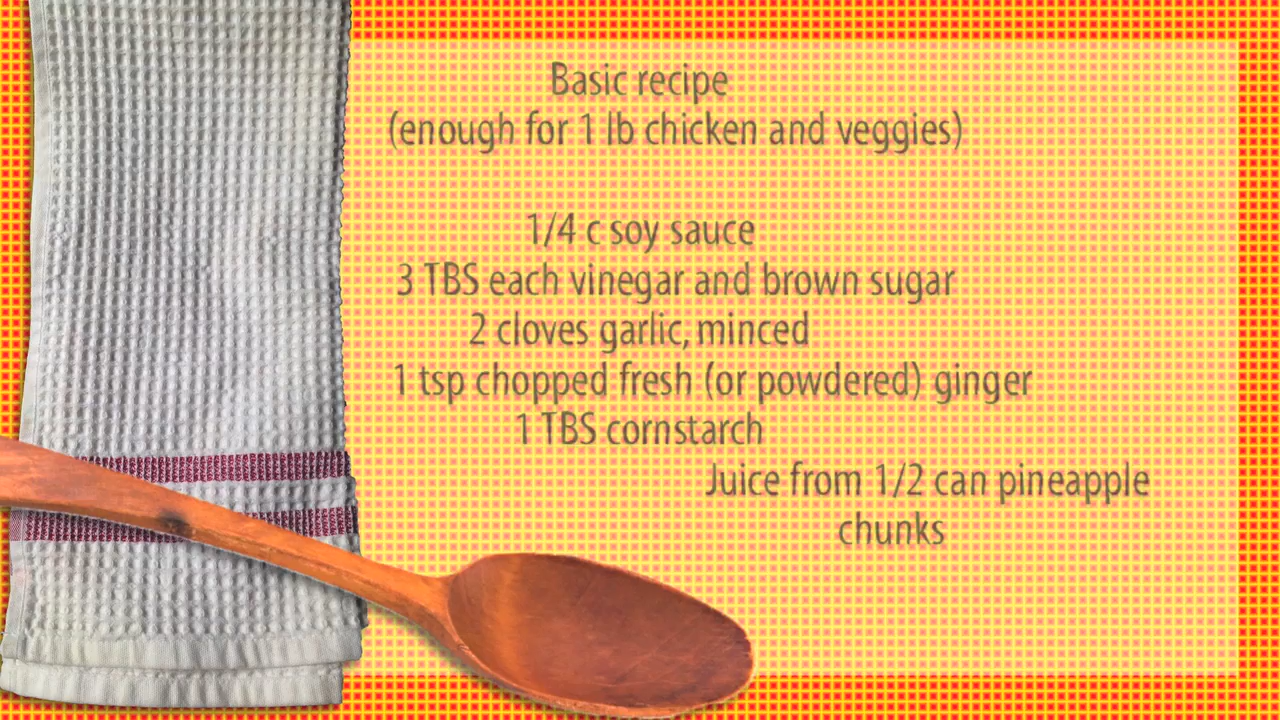 Basic recipe
(enough for 1 lb chicken and veggies)
1/4 c soy sauce
3 TBS each vinegar and brown sugar
2 cloves garlic, minced
1 tsp chopped fresh (or powdered) ginger
1 TBS cornstarch
Juice from 1/2 can pineapple
chunks